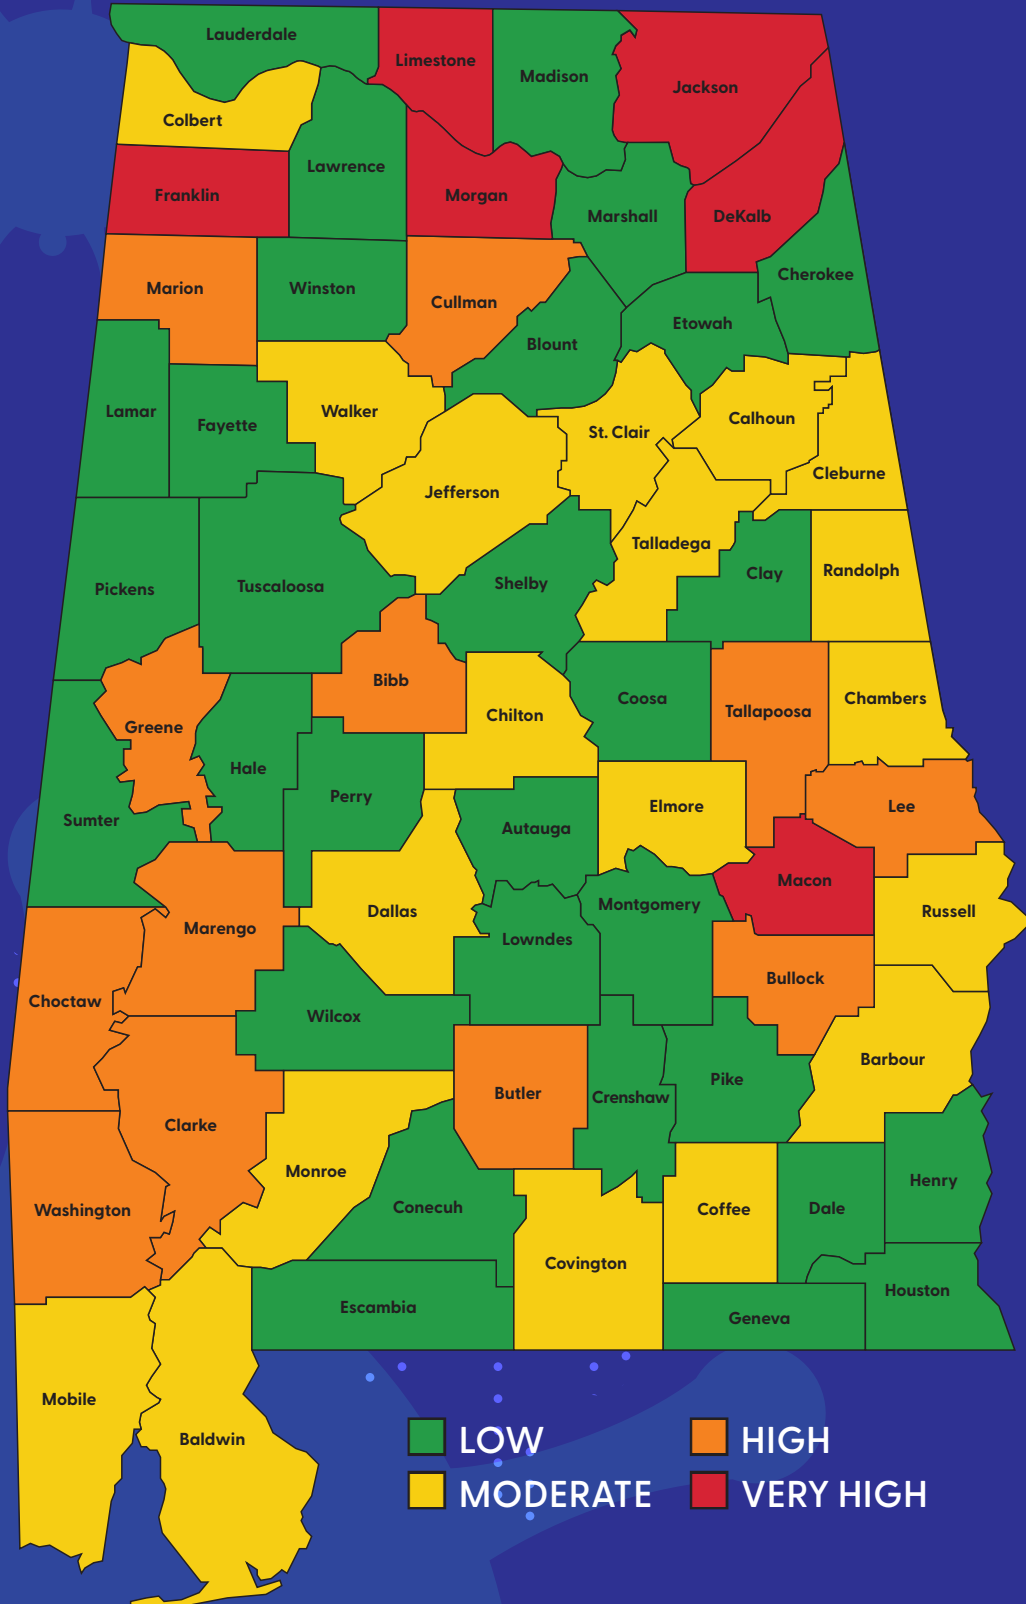 Lauderdale
Limestone
Madison
Jackson
Colbert
Lawrence
Franklin
Morgan
Marshall
DeKalb
Cherokee
Marion
Winston
Cullman
Etowah
Blount
Lamar
Fayette
Walker
St. Clair
Calhoun
Cleburne
Jefferson
Talladega
Clay
Randolph
Pickens
Tuscaloosa
Shelby
Bibb
Coosa
Chambers
Tallapoosa
Chilton
Greene
Hale
Perry
Elmore
Lee
Sumter
Autauga
Macon
Montgomery
Dallas
Russell
Marengo
Lowndes
Bullock
Choctaw
Wilcox
Barbour
Pike
Butler
Crenshaw
Clarke
Monroe
Henry
Washington
Conecuh
Coffee
Dale
Covington
Houston
Escambia
Geneva
Mobile
Baldwin
LOW
HIGH
MODERATE
VERY HIGH